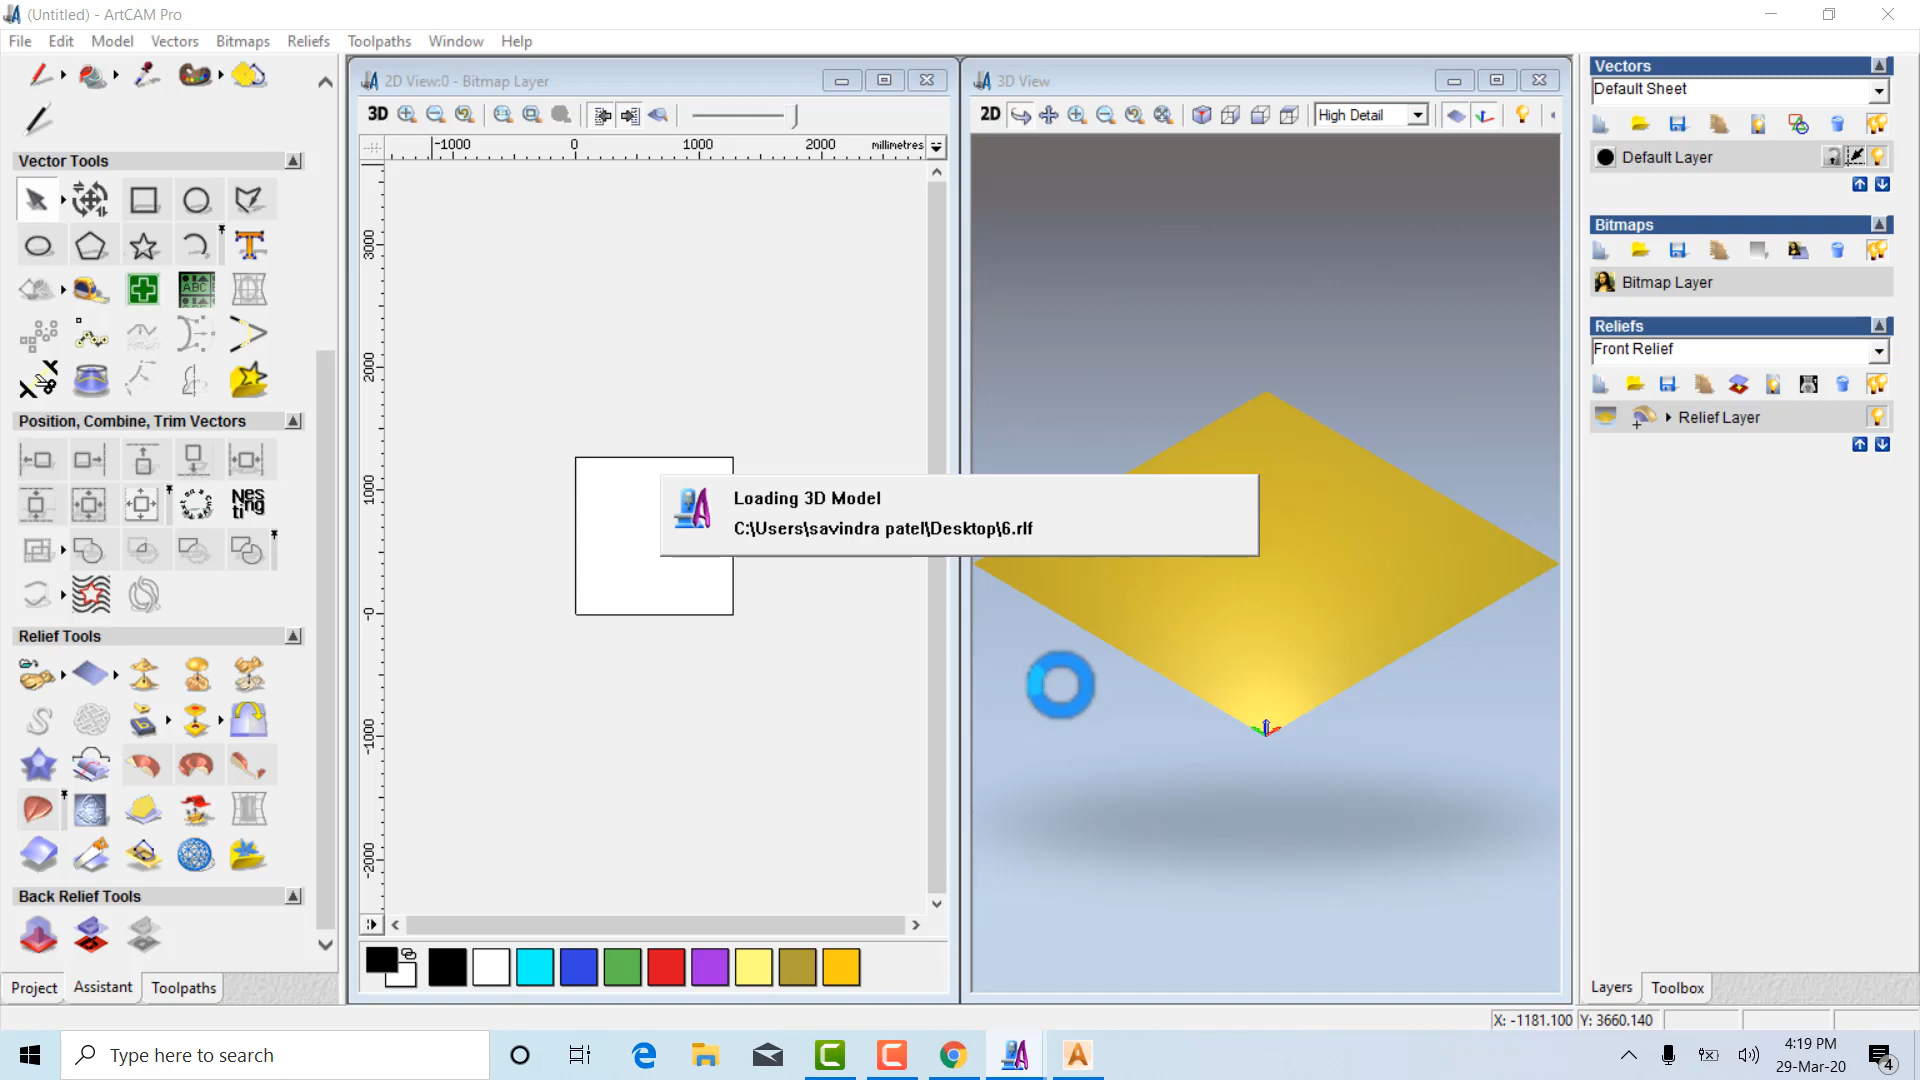 (Untitled) - ArtCAM Pro
File Edit Model Vectors Bitmaps Reliefs Toolpaths Window Help
Vector Tools
ABC
Position, Combine, Trim Vectors
Nes
ting
Relief Tools
Back Relief Tools
Project Assistant Toolpaths
2D View:0 - Bitmap Layer
3D
-1000 0 1000 2000 millimetres
3000
2000
1000
-0
-1000
-2000
3D View
2D High Detail
Loading 3D Model
C:\Users\savindra patel\Desktop\6.rlf
Vectors
Default Sheet
Default Layer
Bitmaps
Bitmap Layer
Reliefs
Front Relief
Relief Layer
Layers Toolbox
X: -1181.100 Y: 3660.140
Type here to search
4:19 PM
29-Mar-20
4